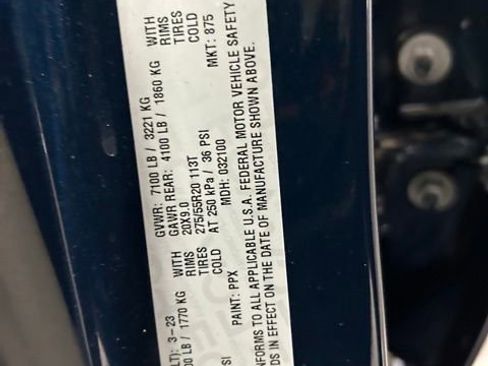 LT): 3-23 GVWR: 7100 LB / 3221 KG
00 LB / 1770 KG WITH GAWR REAR: 4100 LB / 1860 KG WITH
RIMS 20X9.0 RIMS
TIRES 275/55R20 113T TIRES
COLD AT 250 kPa / 36 PSI COLD
SI PAINT: PPX MDH: 032100 MKT: 875
NFORMS TO ALL APPLICABLE U.S.A. FEDERAL MOTOR VEHICLE SAFETY
DS IN EFFECT ON THE DATE OF MANUFACTURE SHOWN ABOVE.